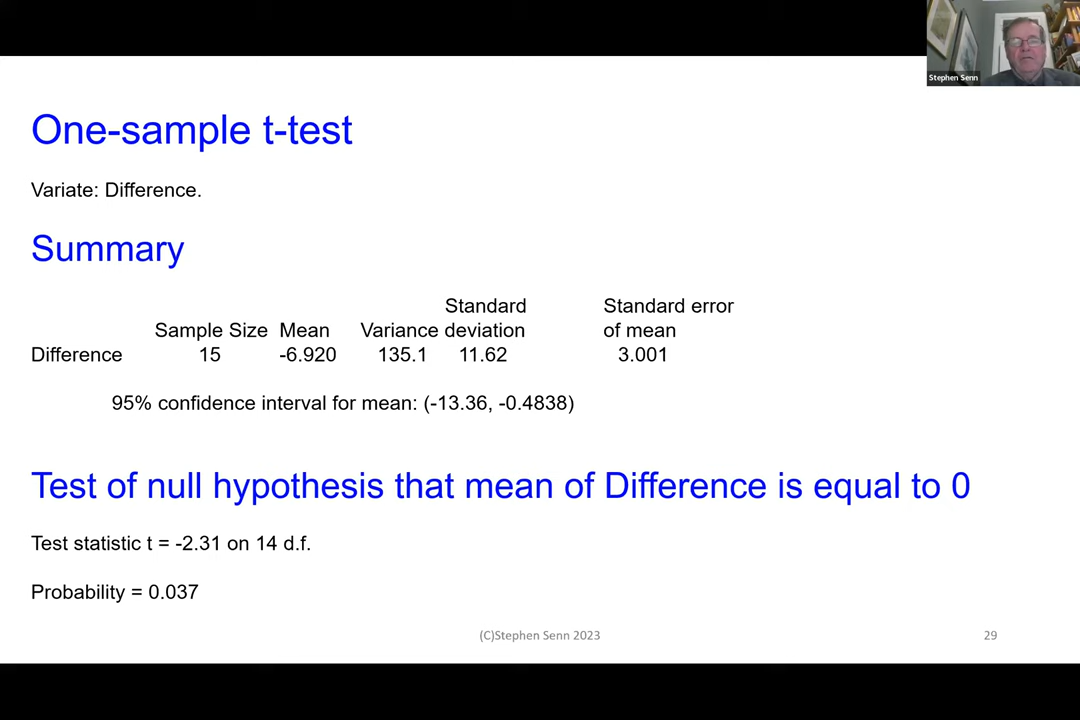 Stephen Senn
One-sample t-test
Variate: Difference.
Summary
Standard Standard error
Sample Size Mean Variance deviation of mean
Difference 15 -6.920 135.1 11.62 3.001
95% confidence interval for mean: (-13.36, -0.4838)
Test of null hypothesis that mean of Difference is equal to 0
Test statistic t = -2.31 on 14 d.f.
Probability = 0.037
(C)Stephen Senn 2023 29